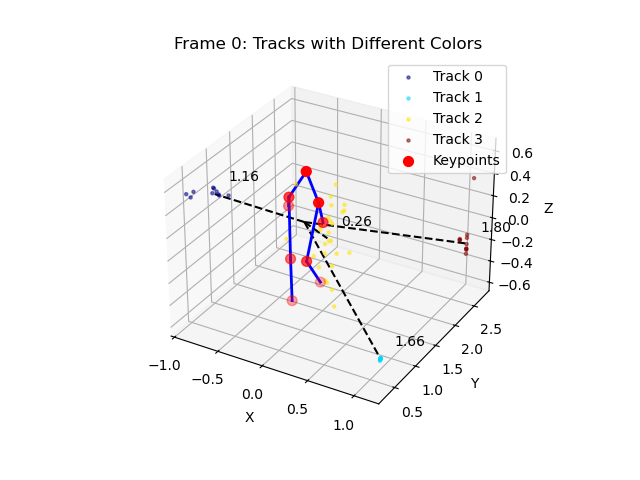 Frame 0: Tracks with Different Colors
Track 0
Track 1
Track 2
Track 3
Keypoints
1.16
0.26
1.80
1.66
0.6
0.4
0.2
0.0
−0.2
−0.4
−0.6
Z
−1.0
−0.5
0.0
0.5
1.0
X
0.5
1.0
1.5
2.0
2.5
Y